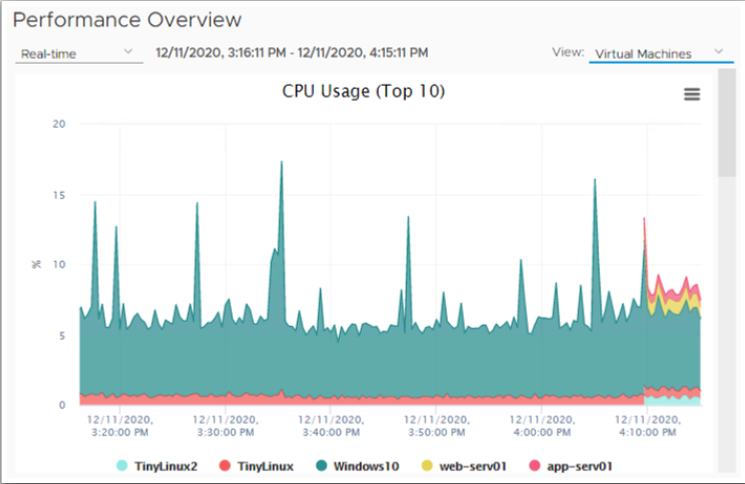 Performance Overview
Real-time 12/11/2020, 3:16:11 PM - 12/11/2020, 4:15:11 PM View: Virtual Machines
CPU Usage (Top 10)
20
15
10
5
0
%
12/11/2020, 12/11/2020, 12/11/2020, 12/11/2020, 12/11/2020, 12/11/2020,
3:20:00 PM 3:30:00 PM 3:40:00 PM 3:50:00 PM 4:00:00 PM 4:10:00 PM
TinyLinux2 TinyLinux Windows10 web-serv01 app-serv01